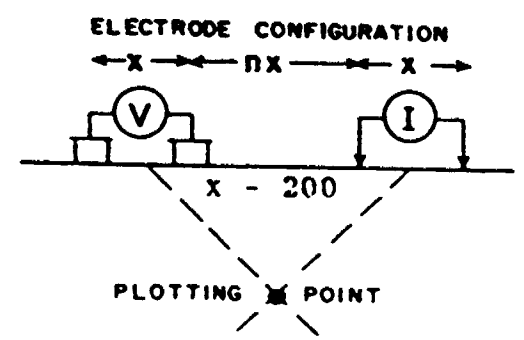 ELECTRODE CONFIGURATION
X nX X
V I
x - 200
PLOTTING POINT